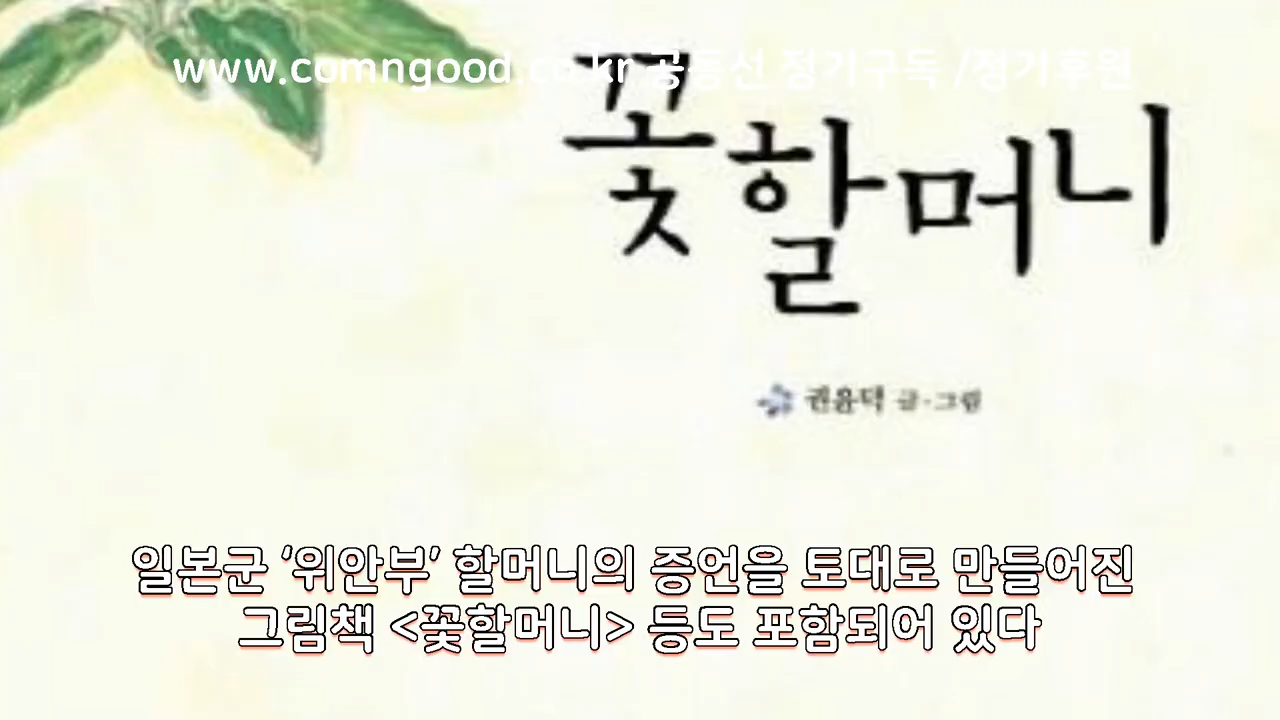 www.comngood.co.kr 공동선 정기구독 /정기후원
꽃할머니
권윤덕 글·그림
일본군 ‘위안부’ 할머니의 증언을 토대로 만들어진
그림책 <꽃할머니> 등도 포함되어 있다